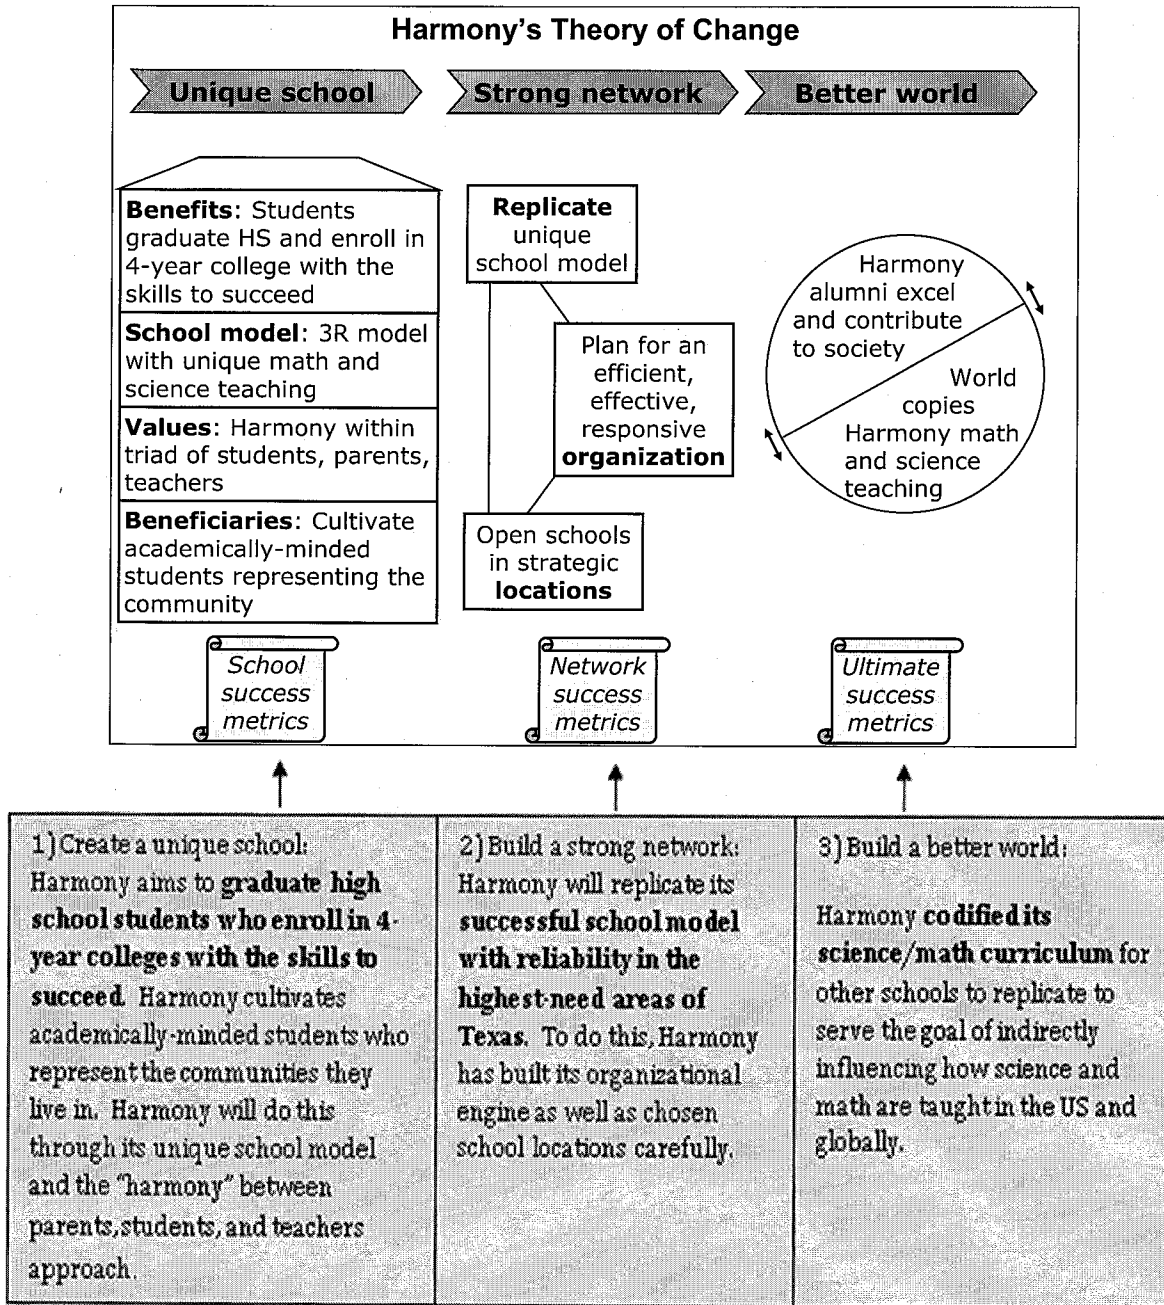 Harmony's Theory of Change
Unique school
Strong network
Better world
Benefits: Students
graduate HS and enroll in
4-year college with the
skills to succeed
School model: 3R model
with unique math and
science teaching
Values: Harmony within
triad of students, parents,
teachers
Beneficiaries: Cultivate
academically-minded
students representing the
community
Replicate
unique
school model
Plan for an
efficient,
effective,
responsive
organization
Open schools
in strategic
locations
Harmony
alumni excel
and contribute
to society
World
copies
Harmony math
and science
teaching
School
success
metrics
Network
success
metrics
Ultimate
success
metrics
1) Create a unique school:
Harmony aims to graduate high
school students who enroll in 4-
year colleges with the skills to
succeed. Harmony cultivates
academically-minded students who
represent the communities they
live in. Harmony will do this
through its unique school model
and the "harmony" between
parents, students, and teachers
approach.
2) Build a strong network:
Harmony will replicate its
successful school model
with reliability in the
highest-need areas of
Texas. To do this, Harmony
has built its organizational
engine as well as chosen
school locations carefully.
3) Build a better world:
Harmony codified its
science/math curriculum for
other schools to replicate to
serve the goal of indirectly
influencing how science and
math are taught in the US and
globally.